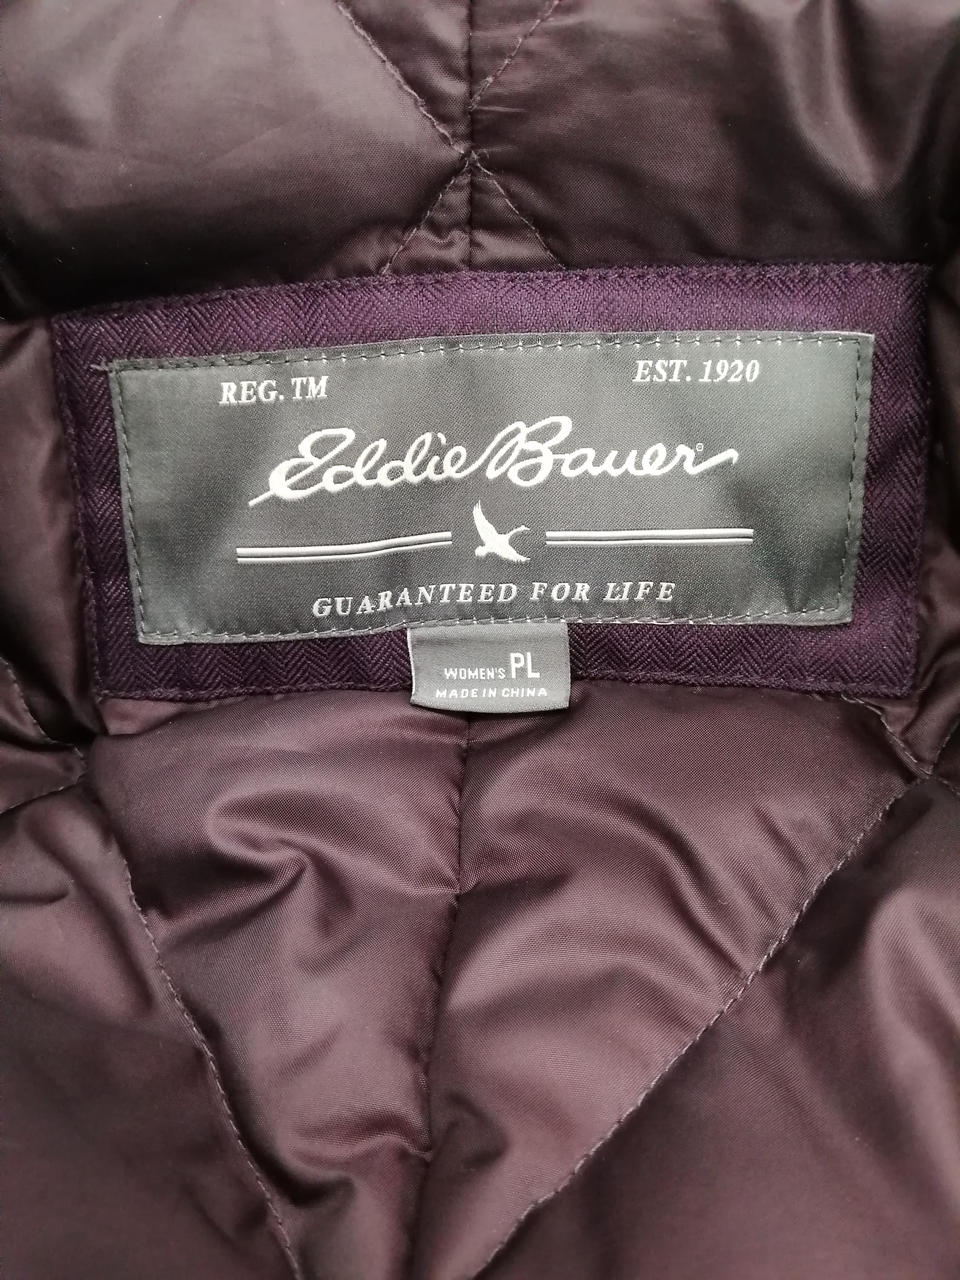 REG. TM EST. 1920
Eddie Bauer®
GUARANTEED FOR LIFE
WOMEN'S PL
MADE IN CHINA